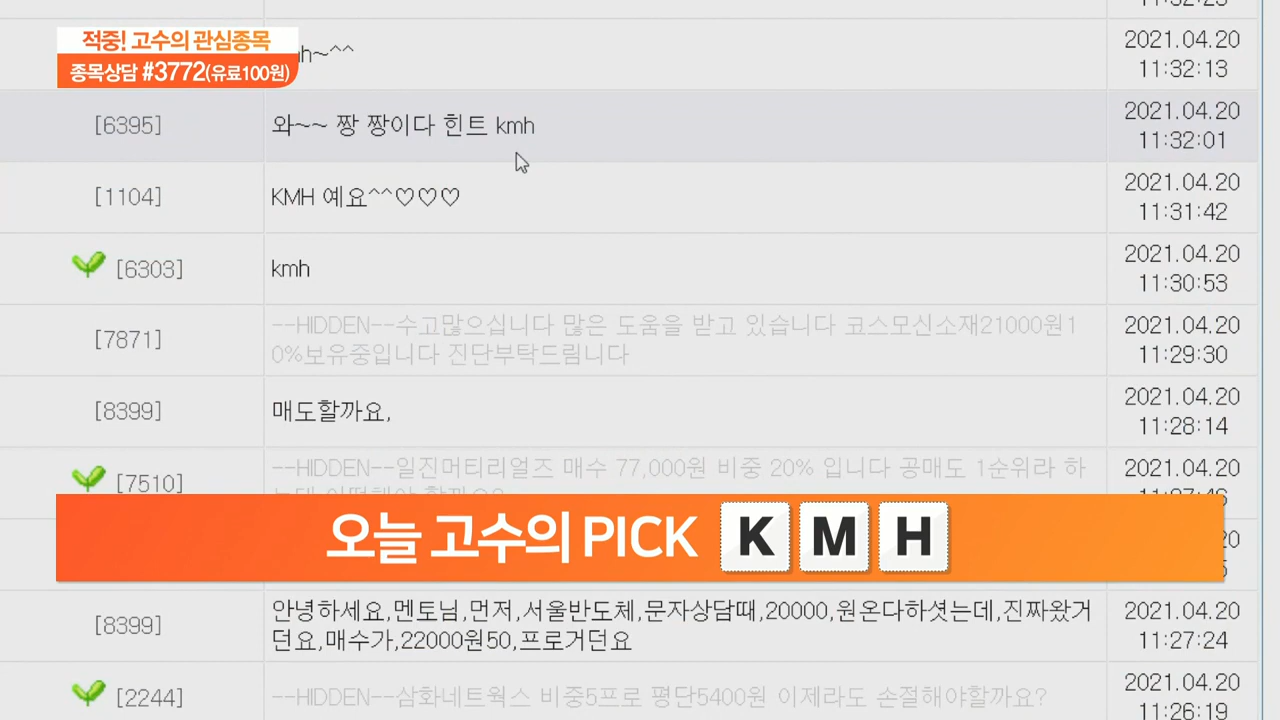 적중! 고수의 관심종목
종목상담 #3772(유료100원)
h~^^
2021.04.20
11:32:13
[6395]
와~~ 짱 짱이다 힌트 kmh
2021.04.20
11:32:01
[1104]
KMH 예요^^♡♡♡
2021.04.20
11:31:42
[6303]
kmh
2021.04.20
11:30:53
[7871]
--HIDDEN--수고많으십니다 많은 도움을 받고 있습니다 코스모신소재21000원1
0%보유중입니다 진단부탁드림니다
2021.04.20
11:29:30
[8399]
매도할까요,
2021.04.20
11:28:14
[7510]
--HIDDEN--일진머티리얼즈 매수 77,000원 비중 20% 입니다 공매도 1순위라 하
2021.04.20
오늘 고수의 PICK K M H
[8399]
안녕하세요,멘토님,먼저,서울반도체,문자상담때,20000,원온다하셧는데,진짜왔거
던요,매수가,22000원50,프로거던요
2021.04.20
11:27:24
[2244]
--HIDDEN--삼화네트웍스 비중5프로 평단5400원 이제라도 손절해야할까요?
2021.04.20
11:26:19